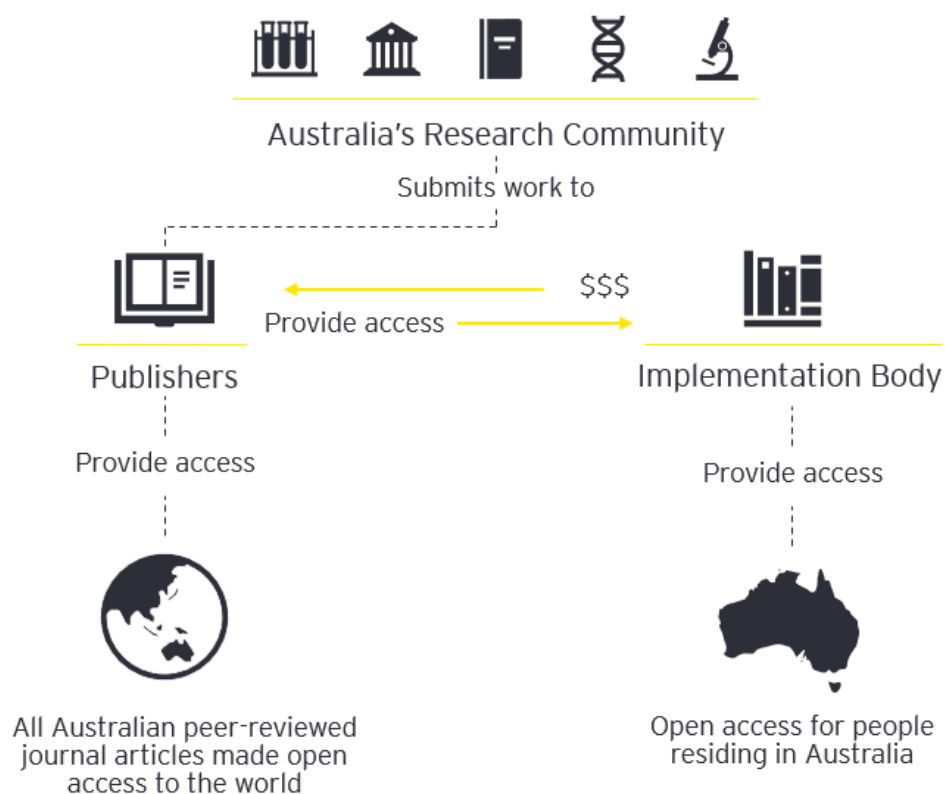 Australia's Research Community
Submits work to
$$$
Provide access
Publishers
Implementation Body
Provide access
Provide access
All Australian peer-reviewed
journal articles made open
access to the world
Open access for people
residing in Australia